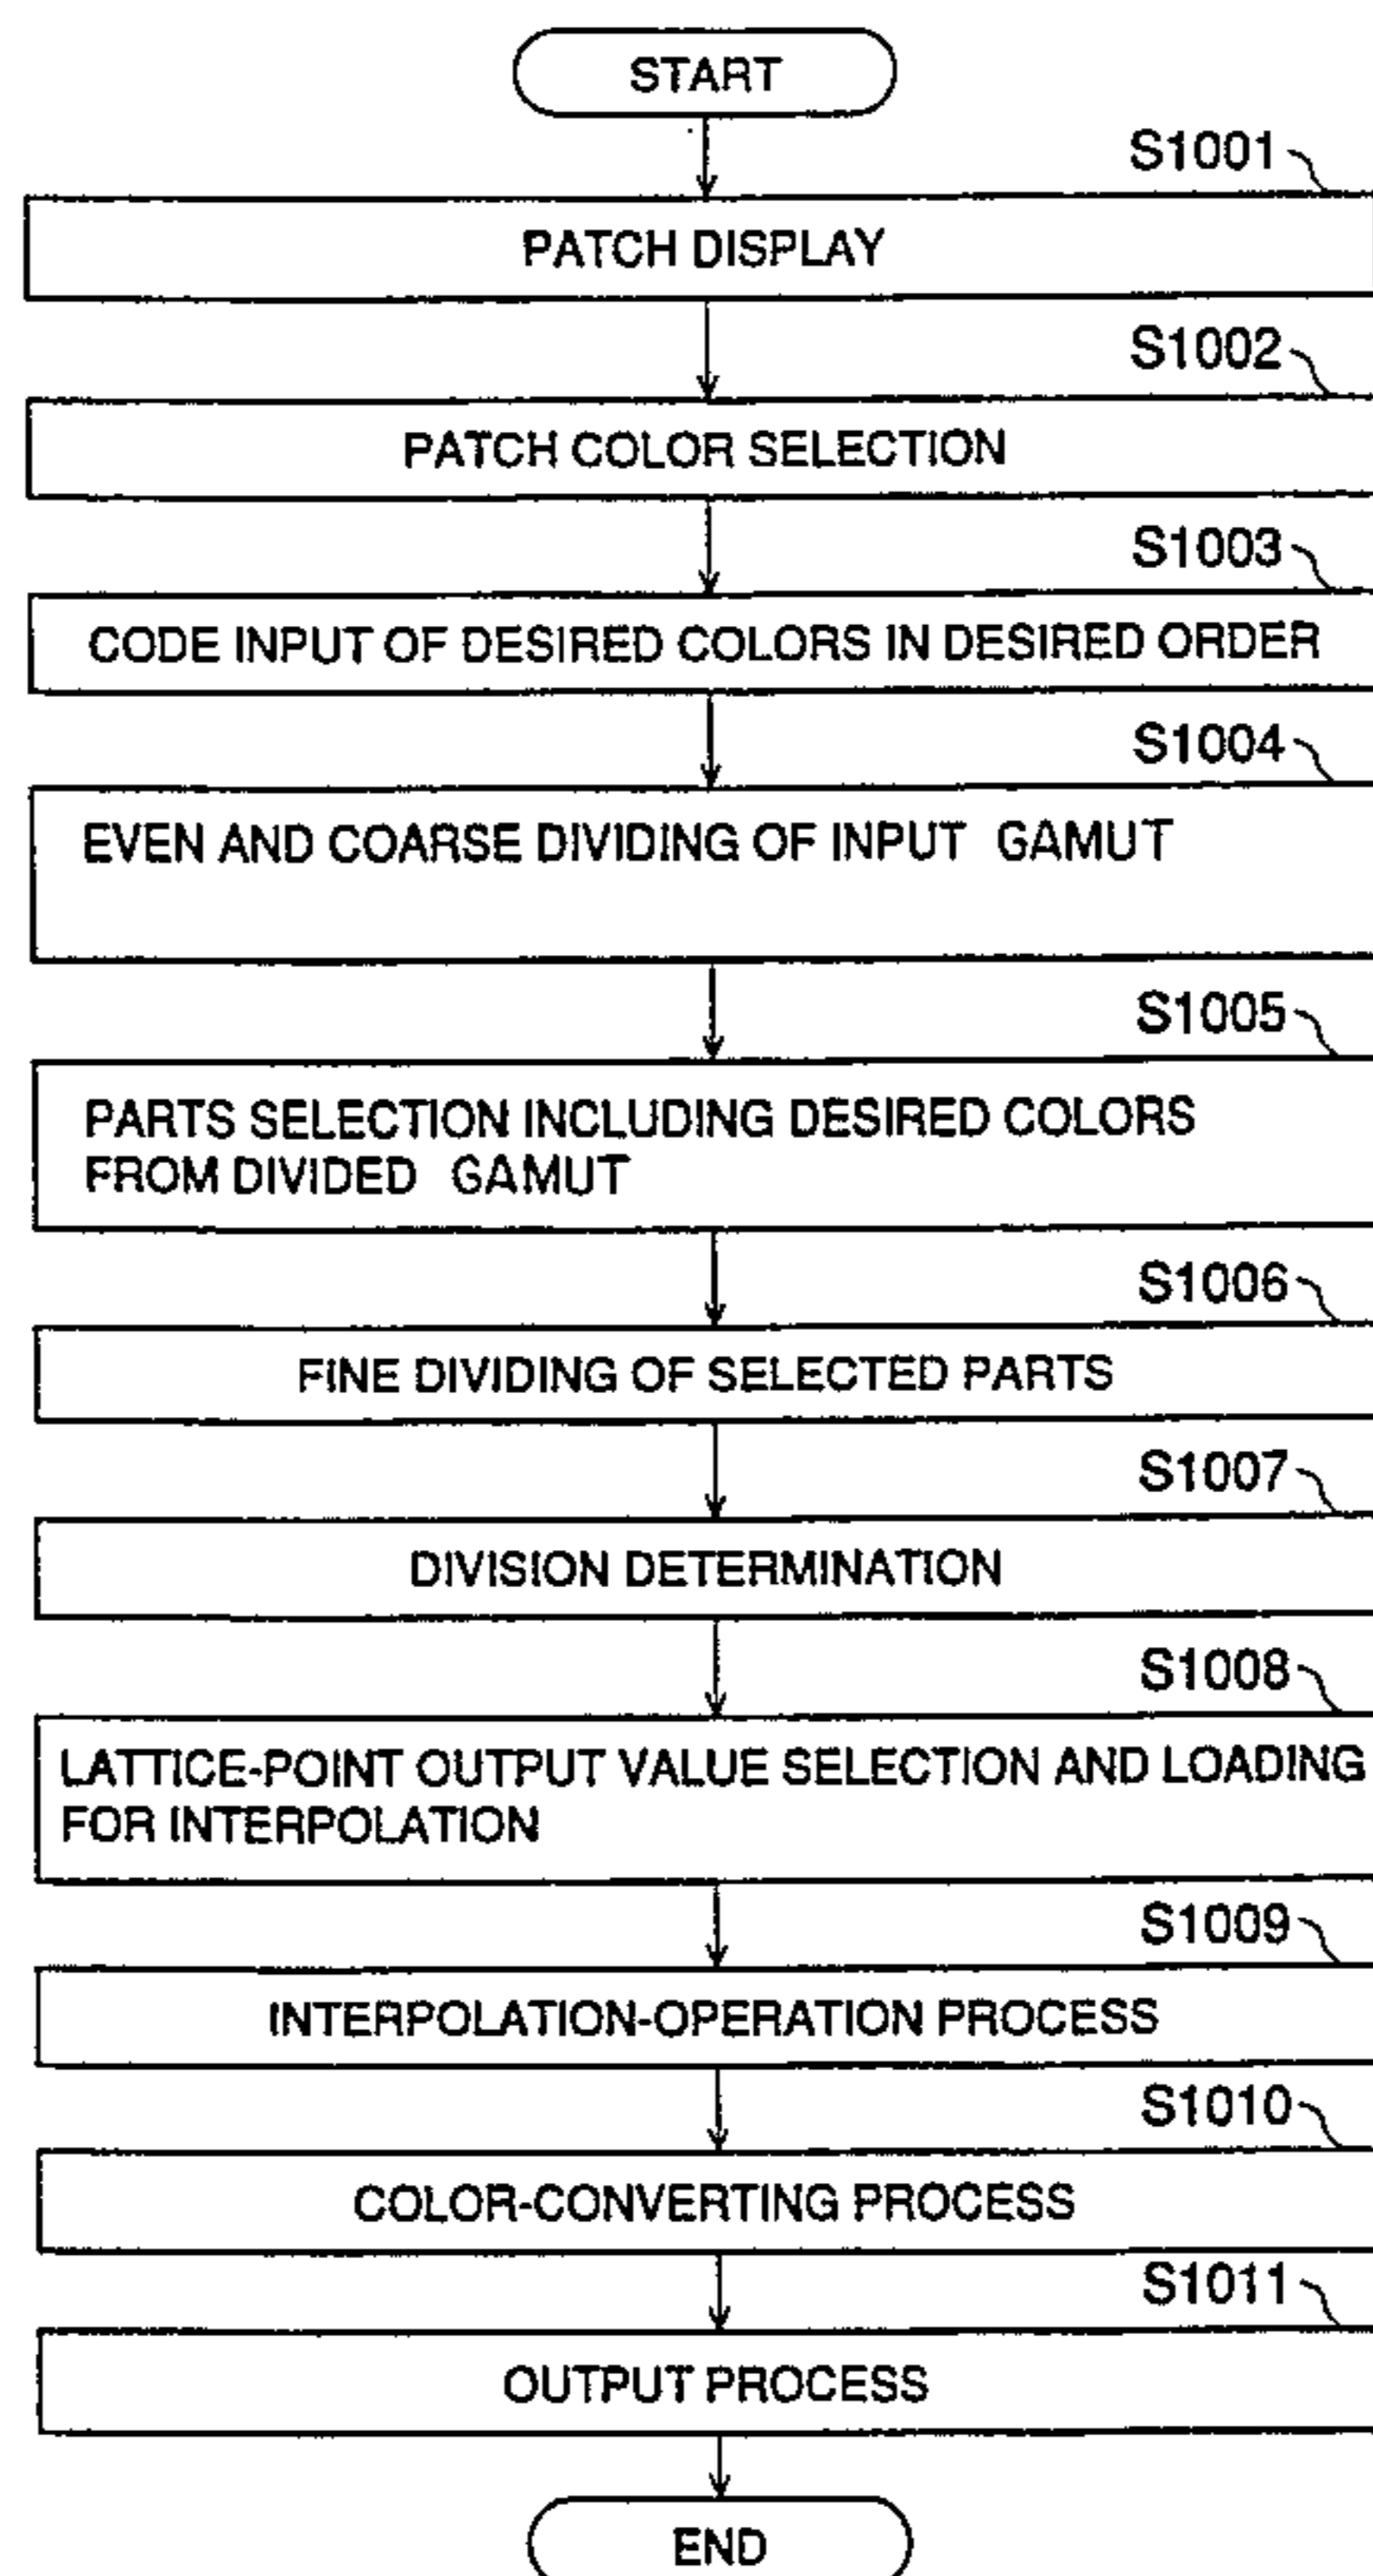 START
S1001
PATCH DISPLAY
S1002
PATCH COLOR SELECTION
S1003
CODE INPUT OF DESIRED COLORS IN DESIRED ORDER
S1004
EVEN AND COARSE DIVIDING OF INPUT GAMUT
S1005
PARTS SELECTION INCLUDING DESIRED COLORS
FROM DIVIDED GAMUT
S1006
FINE DIVIDING OF SELECTED PARTS
S1007
DIVISION DETERMINATION
S1008
LATTICE-POINT OUTPUT VALUE SELECTION AND LOADING
FOR INTERPOLATION
S1009
INTERPOLATION-OPERATION PROCESS
S1010
COLOR-CONVERTING PROCESS
S1011
OUTPUT PROCESS
END